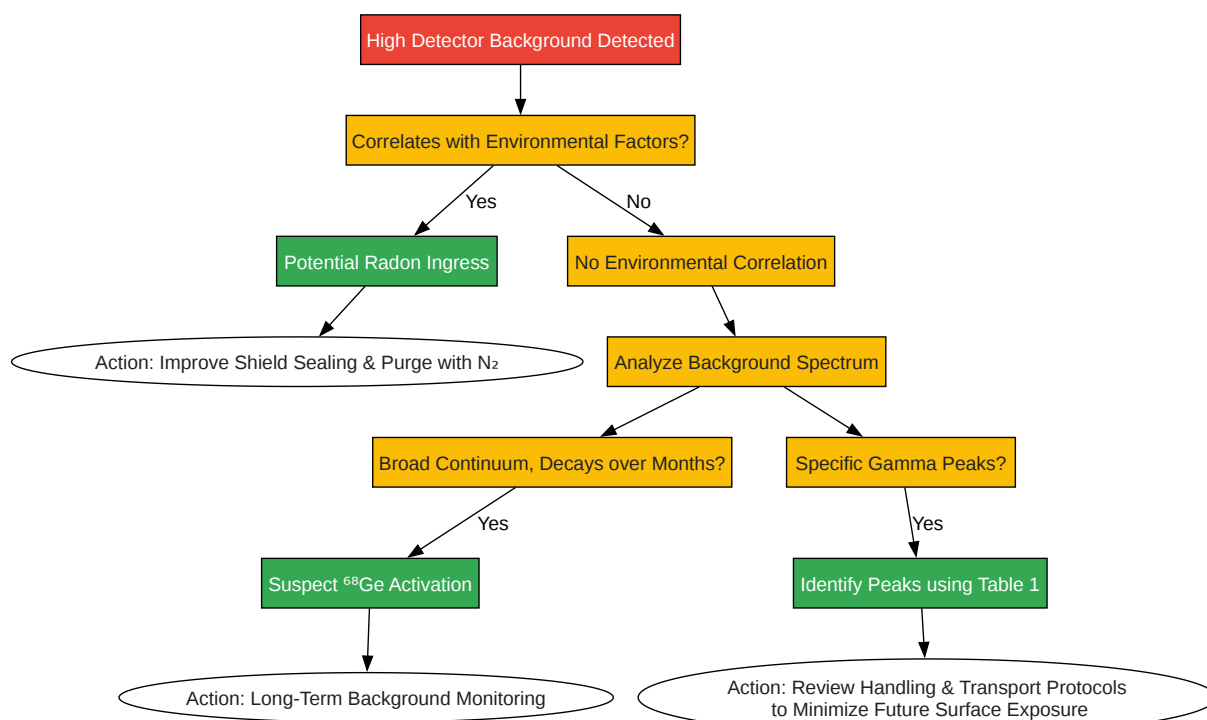 High Detector Background Detected
Correlates with Environmental Factors?
Yes
No
Potential Radon Ingress
No Environmental Correlation
Action: Improve Shield Sealing & Purge with N₂
Analyze Background Spectrum
Broad Continuum, Decays over Months?
Specific Gamma Peaks?
Yes
Yes
Suspect ⁶⁸Ge Activation
Identify Peaks using Table 1
Action: Long-Term Background Monitoring
Action: Review Handling & Transport Protocols
to Minimize Future Surface Exposure